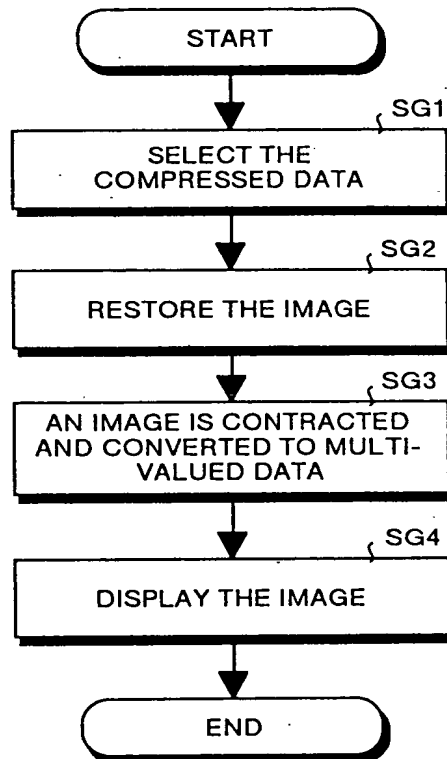 START
SG1
SELECT THE
COMPRESSED DATA
SG2
RESTORE THE IMAGE
SG3
AN IMAGE IS CONTRACTED
AND CONVERTED TO MULTI-
VALUED DATA
SG4
DISPLAY THE IMAGE
END